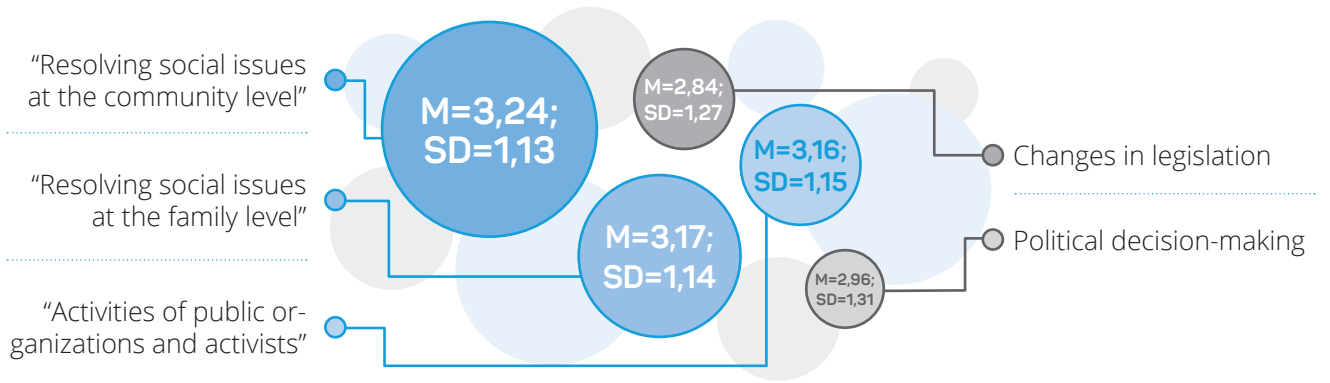 “Resolving social issues
at the community level”
“Resolving social issues
at the family level”
“Activities of public or-
ganizations and activists”
M=3,24;
SD=1,13
M=3,17;
SD=1,14
M=3,16;
SD=1,15
M=2,84;
SD=1,27
M=2,96;
SD=1,31
Changes in legislation
Political decision-making